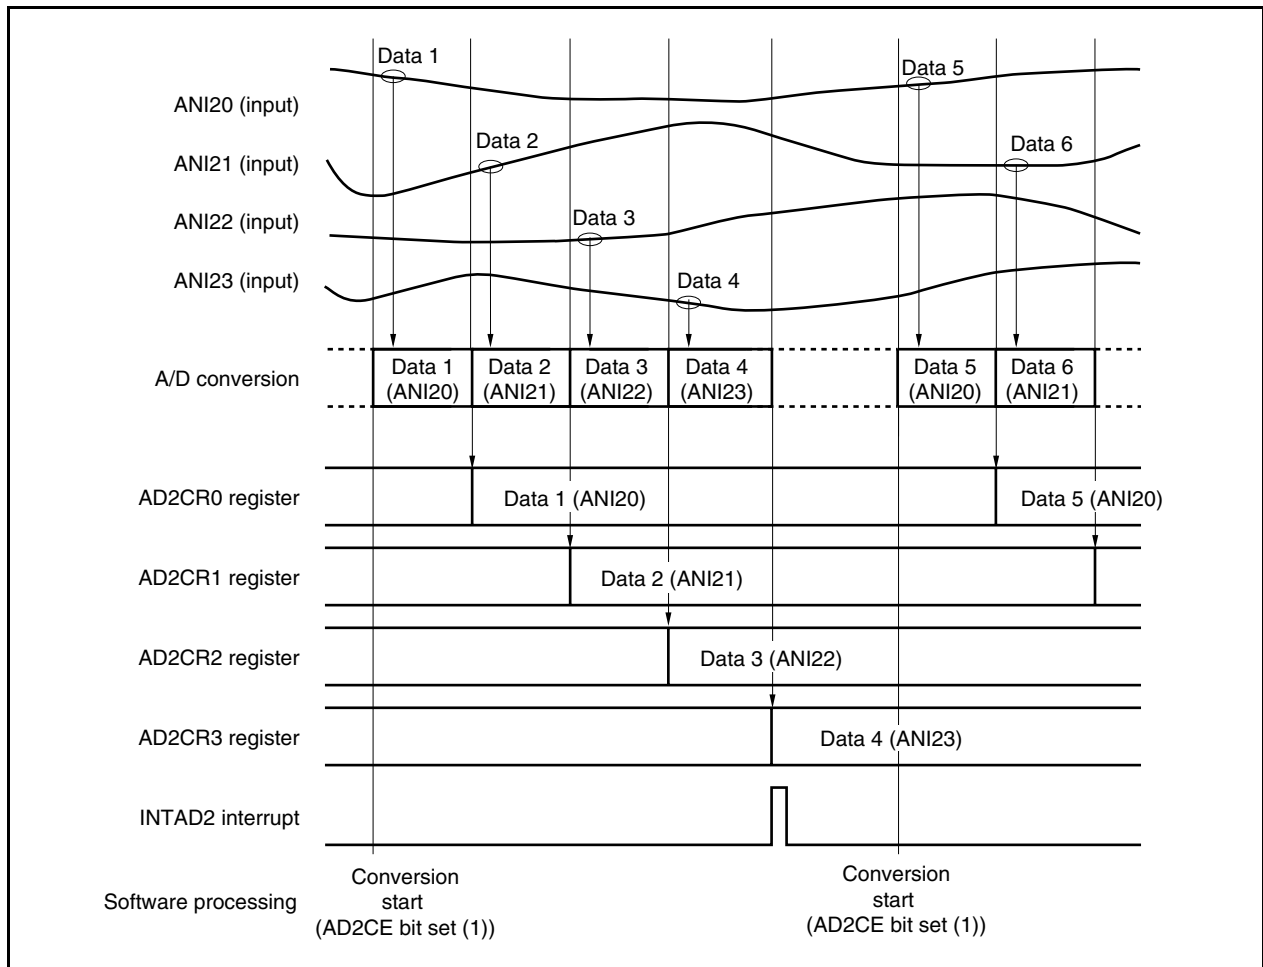 Data 1
Data 5
ANI20 (input)
Data 2
Data 6
ANI21 (input)
Data 3
ANI22 (input)
Data 4
ANI23 (input)
A/D conversion
Data 1
(ANI20)
Data 2
(ANI21)
Data 3
(ANI22)
Data 4
(ANI23)
Data 5
(ANI20)
Data 6
(ANI21)
AD2CR0 register
Data 1 (ANI20)
Data 5 (ANI20)
AD2CR1 register
Data 2 (ANI21)
AD2CR2 register
Data 3 (ANI22)
AD2CR3 register
Data 4 (ANI23)
INTAD2 interrupt
Software processing
Conversion
start
(AD2CE bit set (1))
Conversion
start
(AD2CE bit set (1))